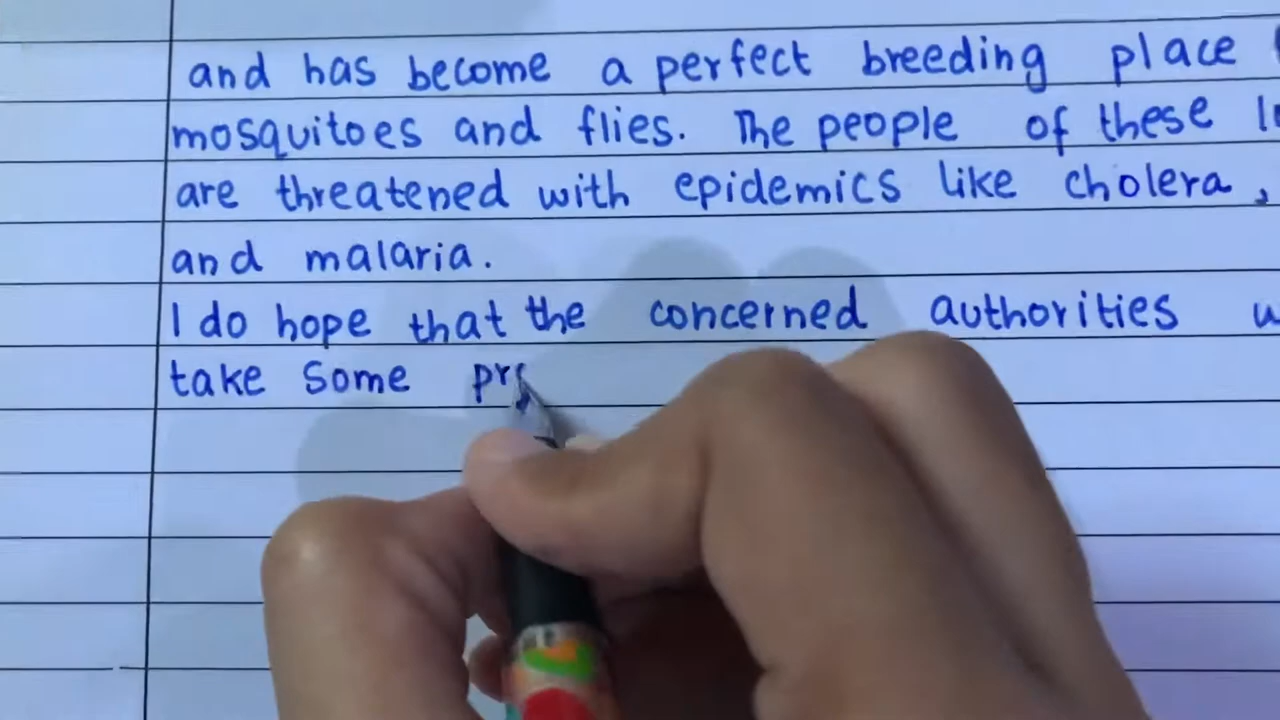 and has become a perfect breeding place
mosquitoes and flies. The people of these
are threatened with epidemics like cholera,
and malaria.
I do hope that the concerned authorities
take some